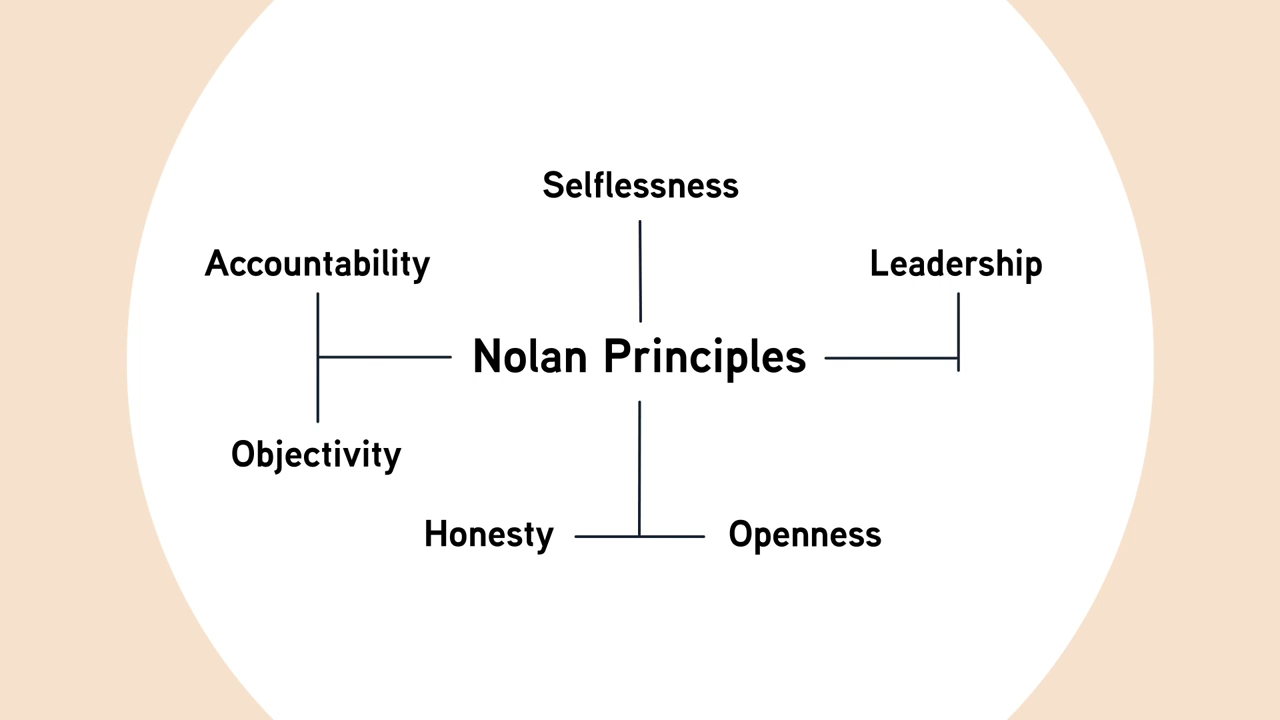 Selflessness
Accountability
Leadership
Nolan Principles
Objectivity
Honesty
Openness